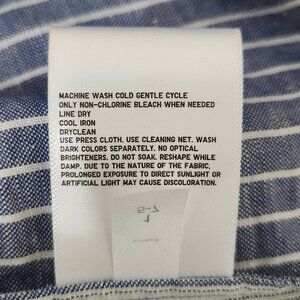 MACHINE WASH COLD GENTLE CYCLE
ONLY NON-CHLORINE BLEACH WHEN NEEDED
LINE DRY
COOL IRON
DRYCLEAN
USE PRESS CLOTH. USE CLEANING NET. WASH
DARK COLORS SEPARATELY. NO OPTICAL
BRIGHTENERS. DO NOT SOAK. RESHAPE WHILE
DAMP. DUE TO THE NATURE OF THE FABRIC,
PROLONGED EXPOSURE TO DIRECT SUNLIGHT OR
ARTIFICIAL LIGHT MAY CAUSE DISCOLORATION.